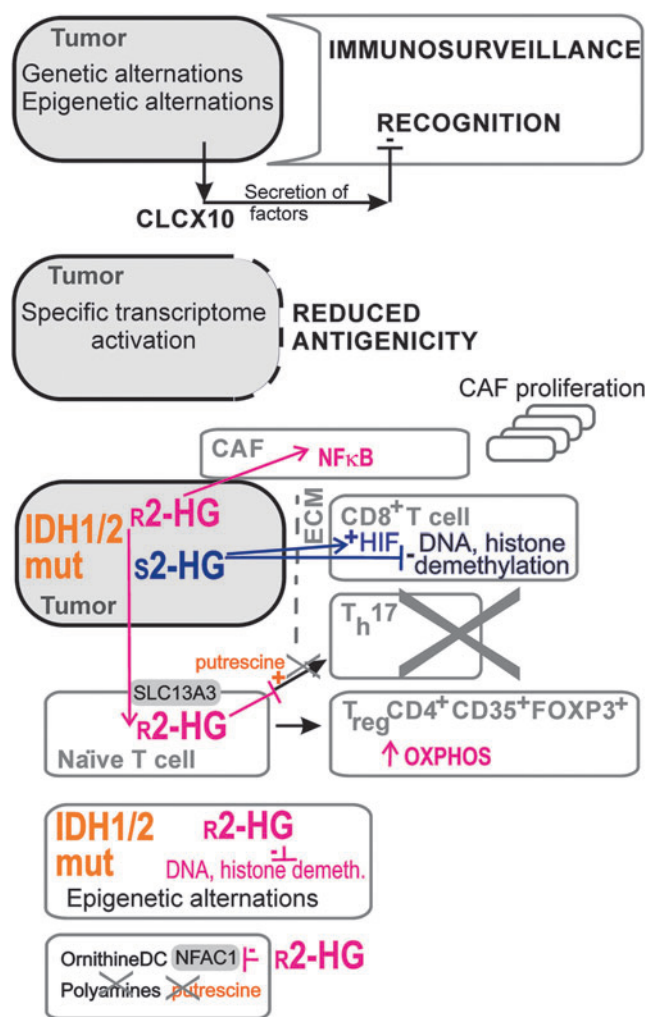 Tumor
Genetic alternations
Epigenetic alternations
IMMUNOSURVEILLANCE
RECOGNITION
-
Secretion of
factors
CLCX10
Tumor
Specific transcriptome
activation
REDUCED
ANTIGENICITY
CAF proliferation
CAF
NFκB
IDH1/2
mut
R2-HG
S2-HG
Tumor
ECM
CD8+ T cell
+HIF
- DNA, histone
demethylation
Th17
putrescine
+
SLC13A3
R2-HG
Naïve T cell
TregCD4+CD35+FOXP3+
OXPHOS
IDH1/2
mut
R2-HG
-
DNA, histone demeth.
Epigenetic alternations
OrnithineDC NFAC1 - R2-HG
Polyamines putrescine